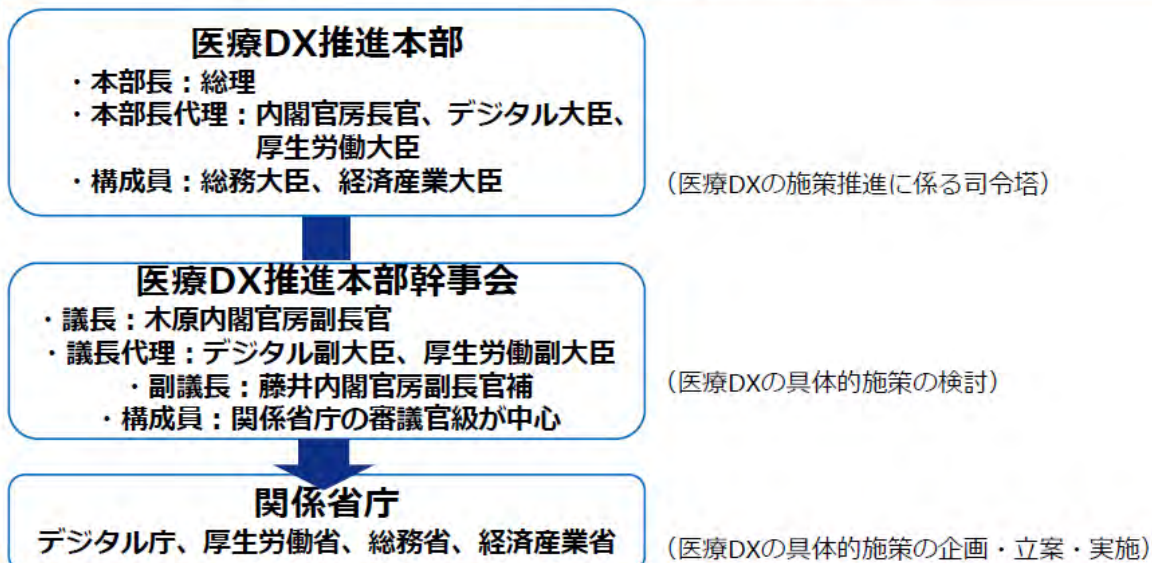 医療DX推進本部
・本部長：総理
・本部長代理：内閣官房長官、デジタル大臣、
厚生労働大臣
・構成員：総務大臣、経済産業大臣
（医療DXの施策推進に係る司令塔）
医療DX推進本部幹事会
・議長：木原内閣官房副長官
・議長代理：デジタル副大臣、厚生労働副大臣
・副議長：藤井内閣官房副長官補
・構成員：関係省庁の審議官級が中心
（医療DXの具体的施策の検討）
関係省庁
デジタル庁、厚生労働省、総務省、経済産業省
（医療DXの具体的施策の企画・立案・実施）